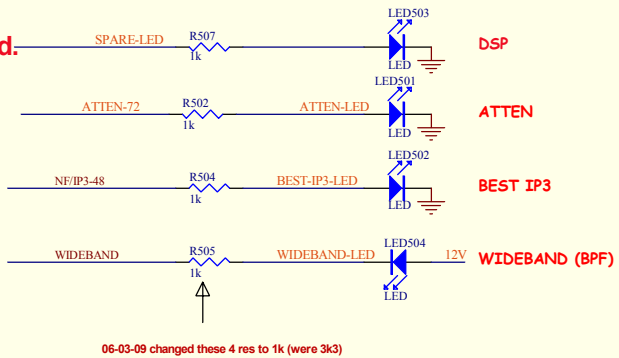 LED503
d. SPARE-LED R507 DSP
1k LED
LED501
ATTEN-72 R502 ATTEN-LED ATTEN
1k LED
LED502
NF/IP3-48 R504 BEST-IP3-LED BEST IP3
1k LED
LED504
WIDEBAND R505 WIDEBAND-LED 12V WIDEBAND (BPF)
1k LED
06-03-09 changed these 4 res to 1k (were 3k3)